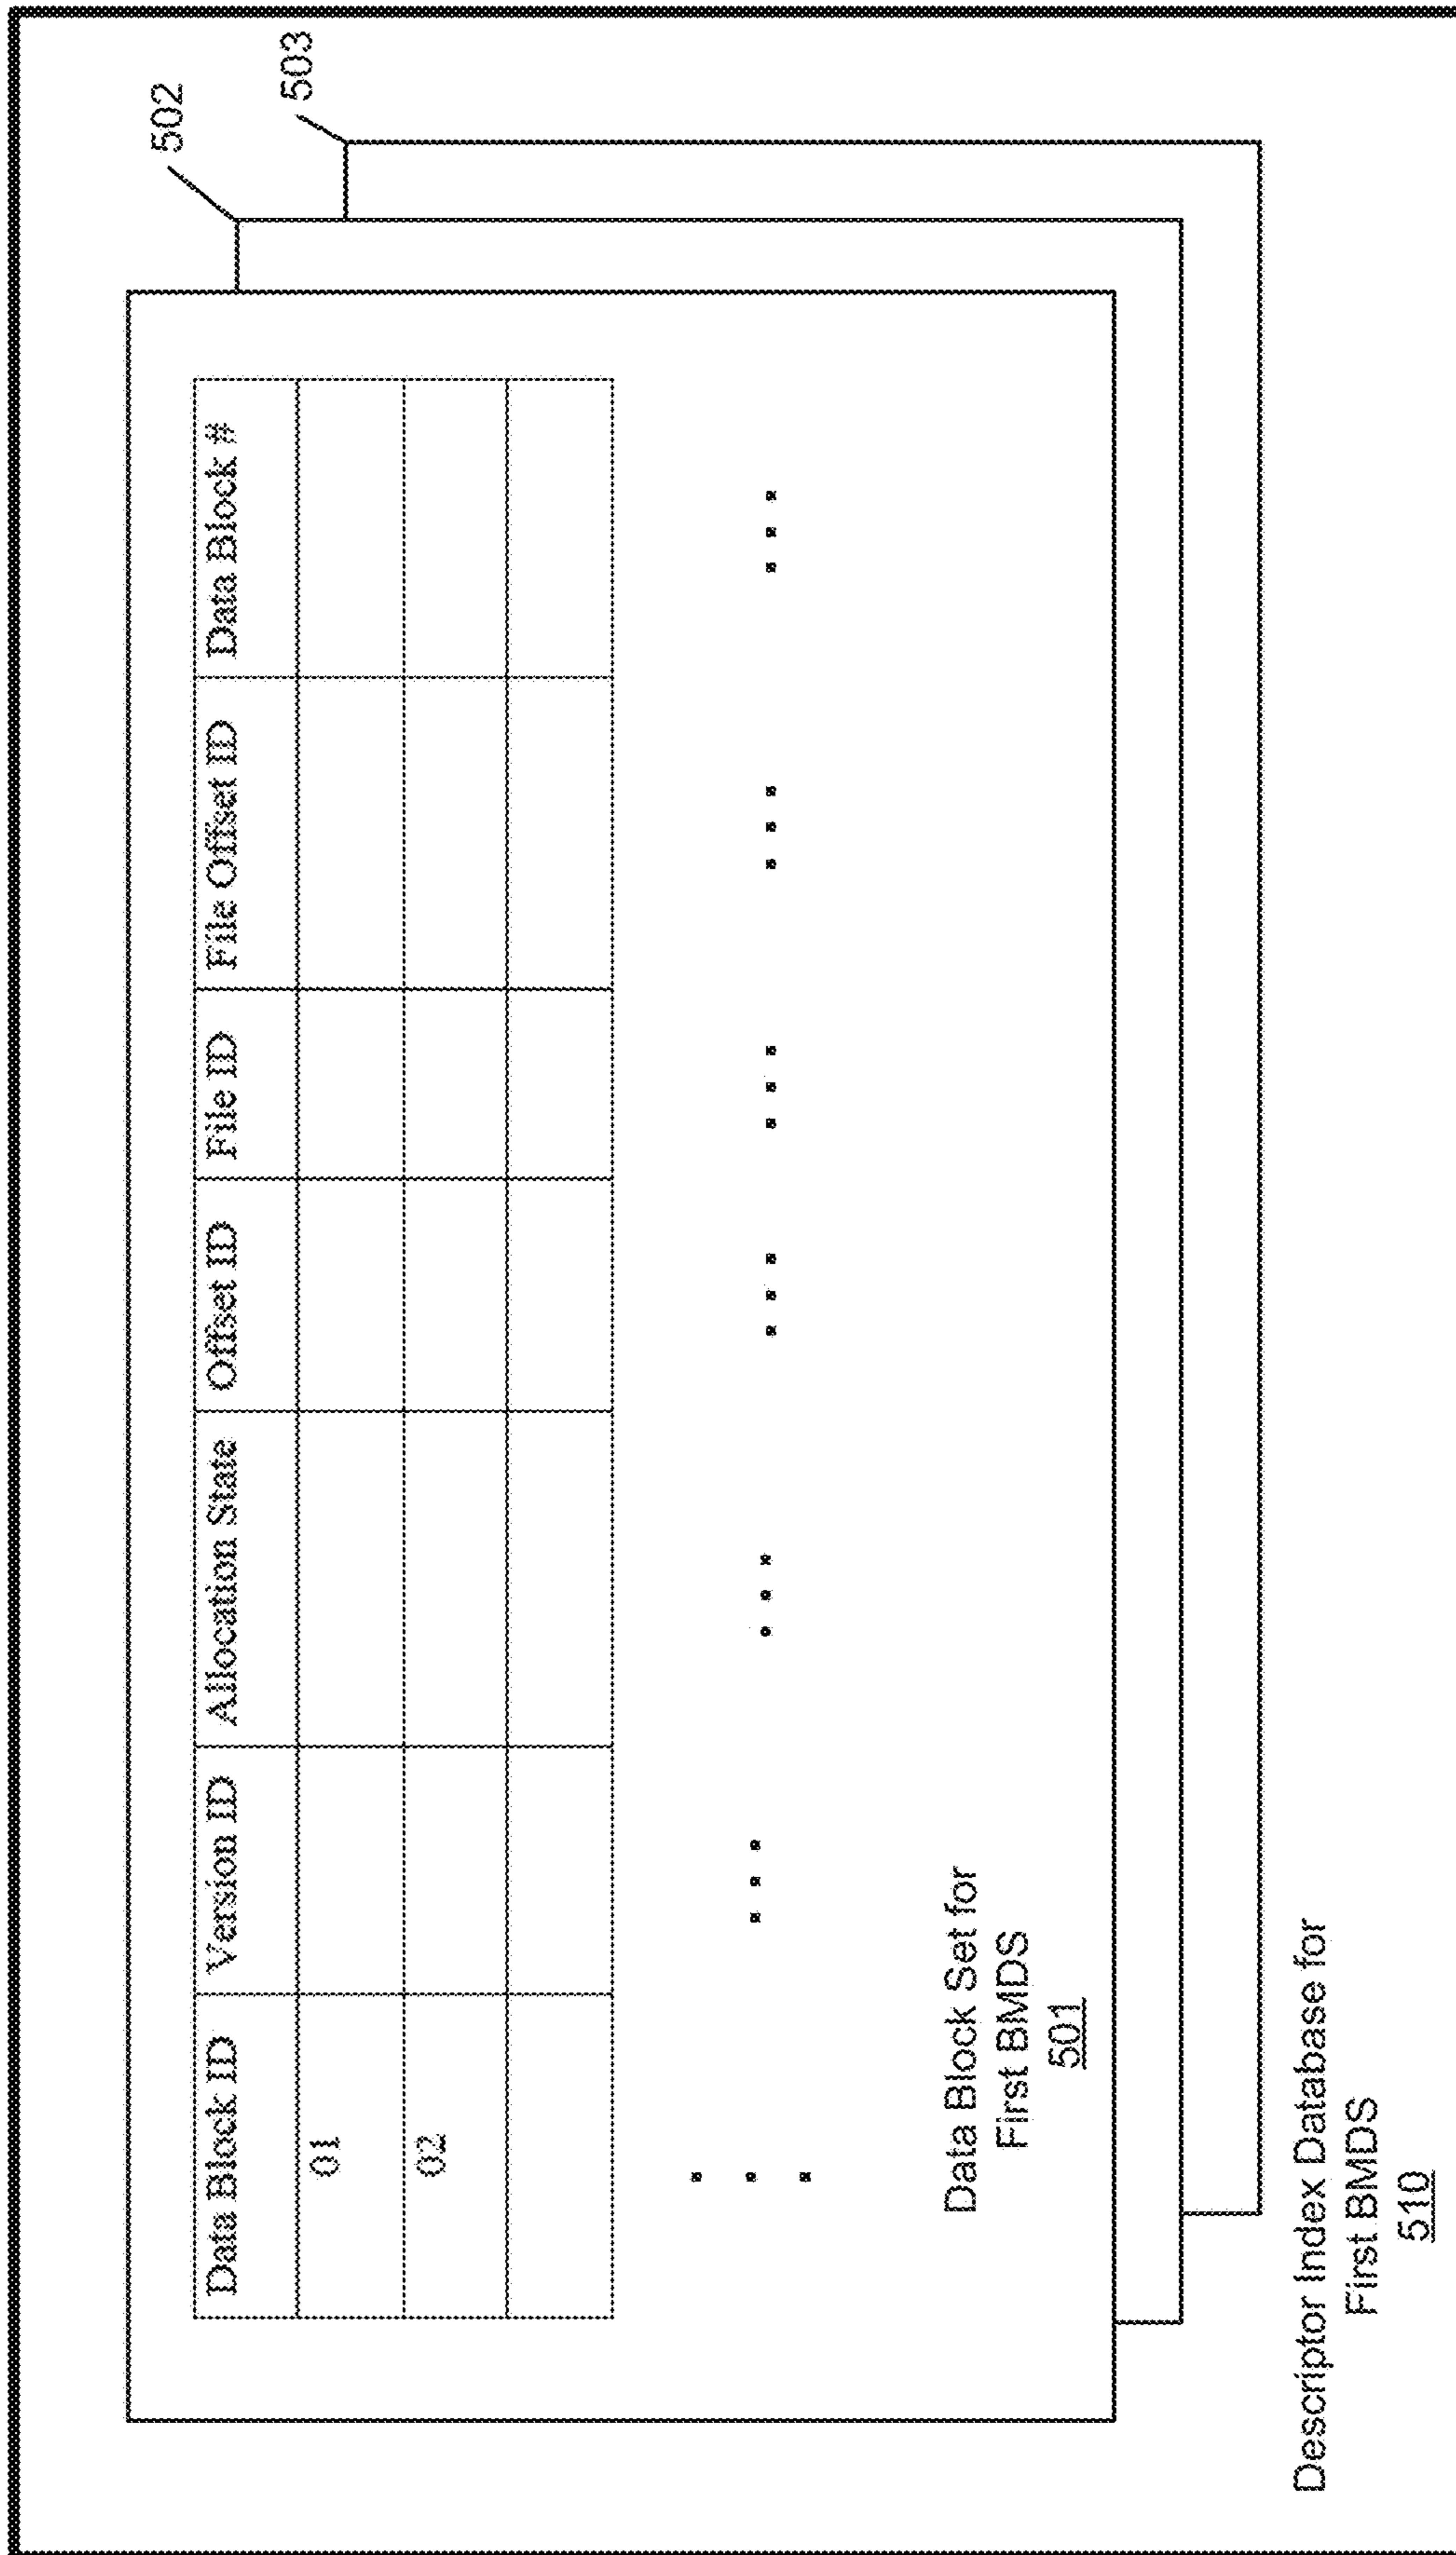 502
503
Data Block ID Version ID Allocation State Offset ID File ID File Offset ID Data Block #
01
02
Data Block Set for
First BMDS
501
Descriptor Index Database for
First BMDS
510